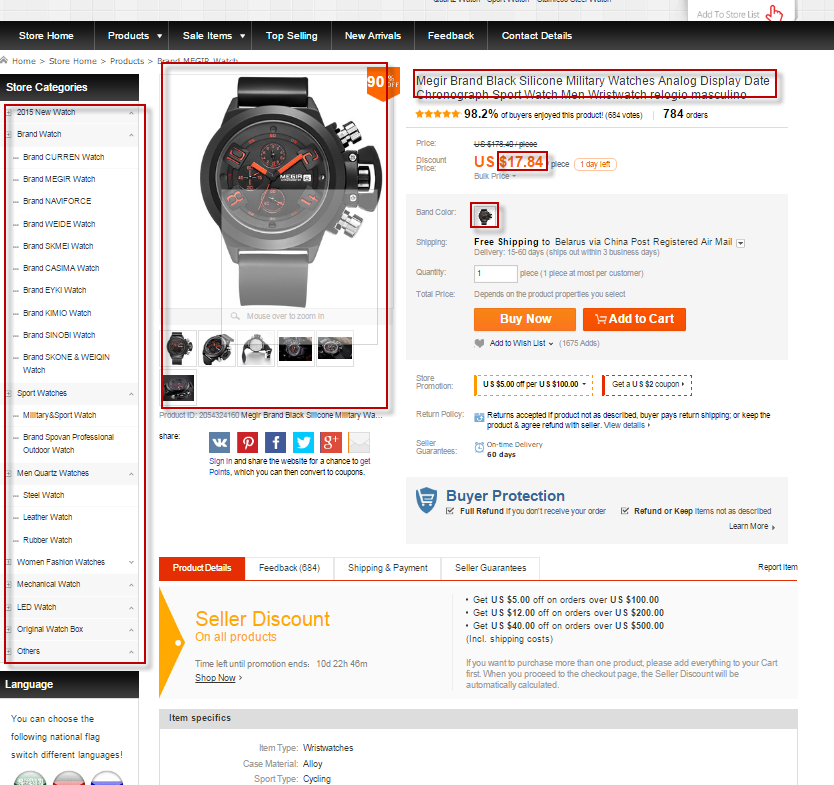 Add To Store List
Store Home
Products
Sale Items
Top Selling
New Arrivals
Feedback
Contact Details
Home > Store Home > Products > Brand MEGIR Watch
Store Categories
2015 New Watch
Brand Watch
Brand CURREN Watch
Brand MEGIR Watch
Brand NAVIFORCE
Brand WEIDE Watch
Brand SKMEI Watch
Brand CASIMA Watch
Brand EYKI Watch
Brand KIMIO Watch
Brand SINOBI Watch
Brand SKONE & WEIQIN
Watch
Sport Watches
Military&Sport Watch
Brand Spovan Professional
Outdoor Watch
Men Quartz Watches
Steel Watch
Leather Watch
Rubber Watch
Women Fashion Watches
Mechanical Watch
LED Watch
Original Watch Box
Others
Language
You can choose the
following national flag
switch different languages!
90 % OFF
MEGIR
Mouse over to zoom in
Product ID: 2054324160 Megir Brand Black Silicone Military Wa...
share:
Sign in and share the website for a chance to get
Points, which you can then convert to coupons.
Megir Brand Black Silicone Military Watches Analog Display Date
Chronograph Sport Watch Men Wristwatch relogio masculino
98.2% of buyers enjoyed this product! (684 votes)
784 orders
Price:
US $178.40 / piece
Discount
Price:
US $17.84 / piece
1 day left
Bulk Price
Band Color:
Shipping:
Free Shipping to Belarus via China Post Registered Air Mail
Delivery: 15-60 days (ships out within 3 business days)
Quantity:
1
piece (1 piece at most per customer)
Total Price:
Depends on the product properties you select
Buy Now
Add to Cart
Add to Wish List
(1675 Adds)
Store
Promotion:
US $5.00 off per US $100.00
Get a US $2 coupon
Return Policy:
Returns accepted if product not as described, buyer pays return shipping; or keep
the product & agree refund with seller. View details
Seller
Guarantees:
On-time Delivery
60 days
Buyer Protection
Full Refund if you don't receive your order
Refund or Keep items not as described
Learn More
Product Details
Feedback (684)
Shipping & Payment
Seller Guarantees
Report item
Seller Discount
On all products
Time left until promotion ends: 10d 22h 46m
Shop Now >
• Get US $5.00 off on orders over US $100.00
• Get US $12.00 off on orders over US $200.00
• Get US $40.00 off on orders over US $500.00
(Incl. shipping costs)
If you want to purchase more than one product, please add everything to your Cart
first. When you proceed to the checkout page, the Seller Discount will be
automatically calculated.
Item specifics
Item Type: Wristwatches
Case Material: Alloy
Sport Type: Cycling